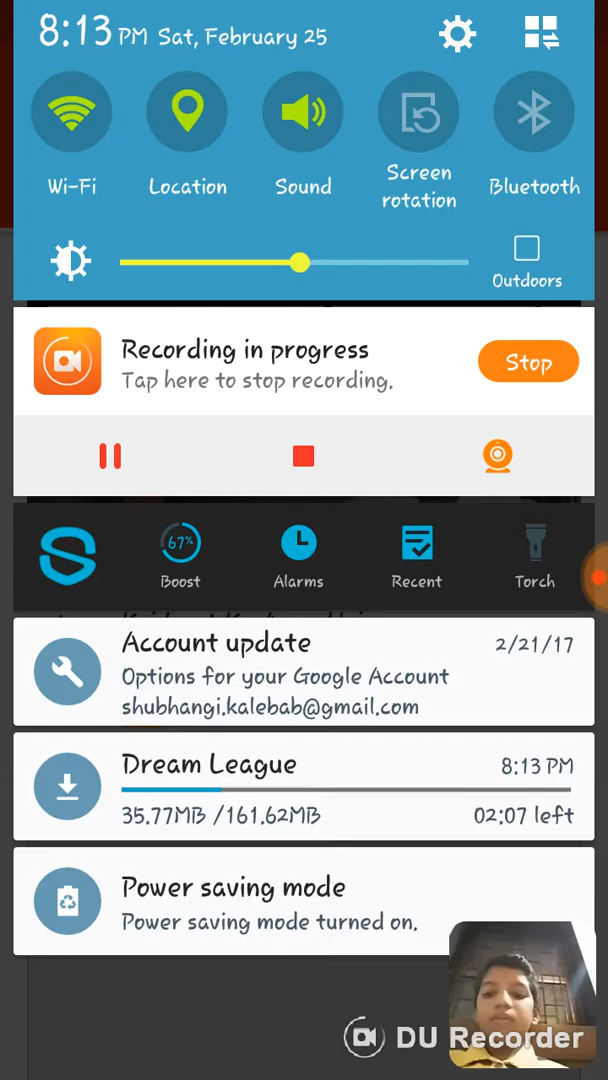 8:13 PM Sat, February 25
Wi-Fi
Location
Sound
Screen rotation
Bluetooth
Outdoors
Recording in progress
Tap here to stop recording.
Stop
67%
Boost
Alarms
Recent
Torch
Account update 2/21/17
Options for your Google Account
shubhangi.kalebab@gmail.com
Dream League 8:13 PM
35.77MB /161.62MB 02:07 left
Power saving mode
Power saving mode turned on.
DU Recorder